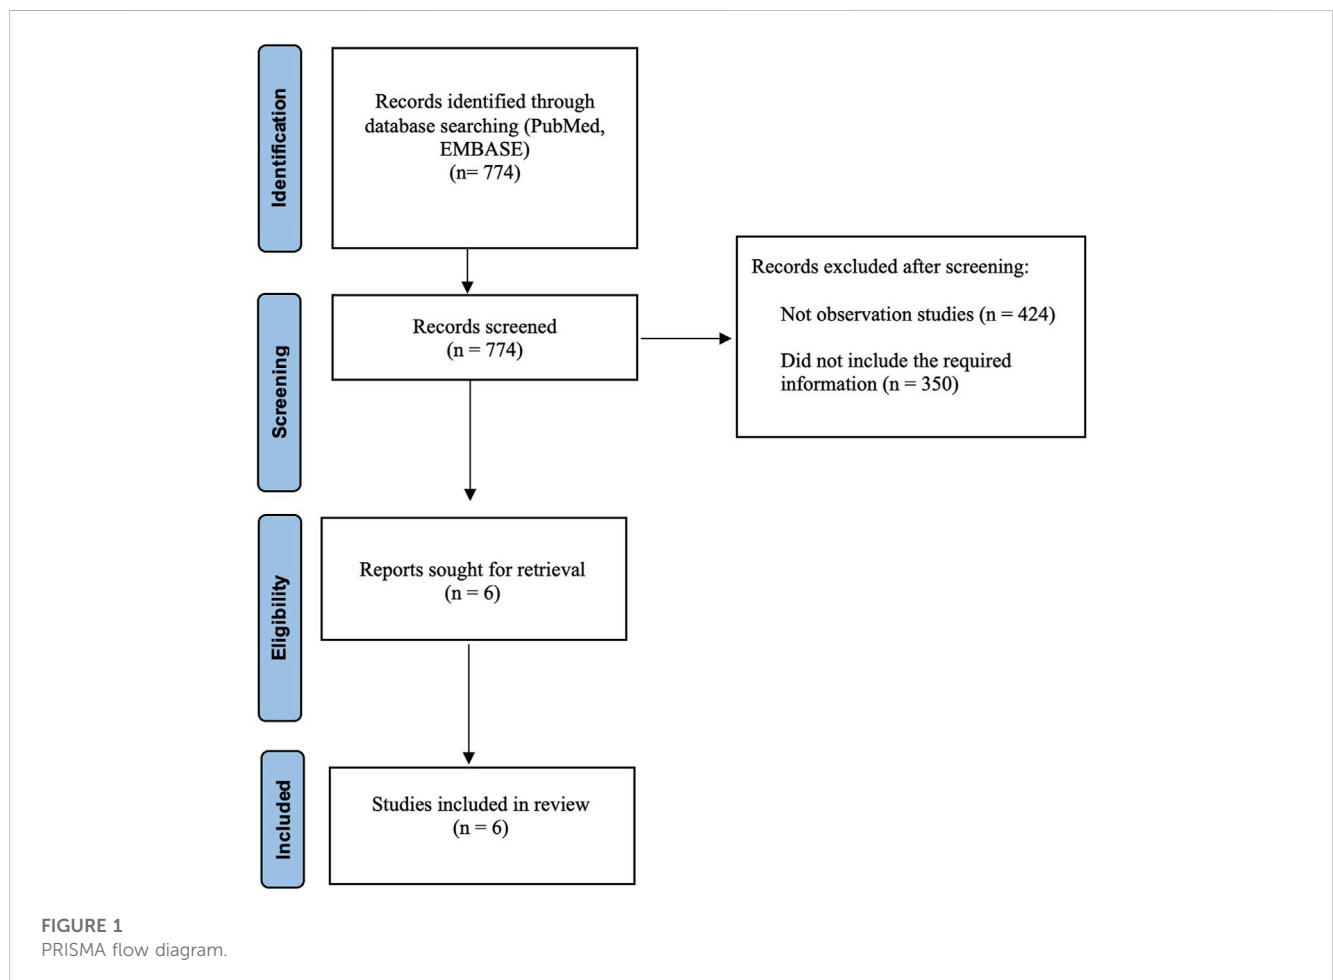 Identification
Records identified through
database searching (PubMed,
EMBASE)
(n= 774)
Screening
Records screened
(n = 774)
Records excluded after screening:
Not observation studies (n = 424)
Did not include the required
information (n = 350)
Eligibility
Reports sought for retrieval
(n = 6)
Included
Studies included in review
(n = 6)
FIGURE 1
PRISMA flow diagram.